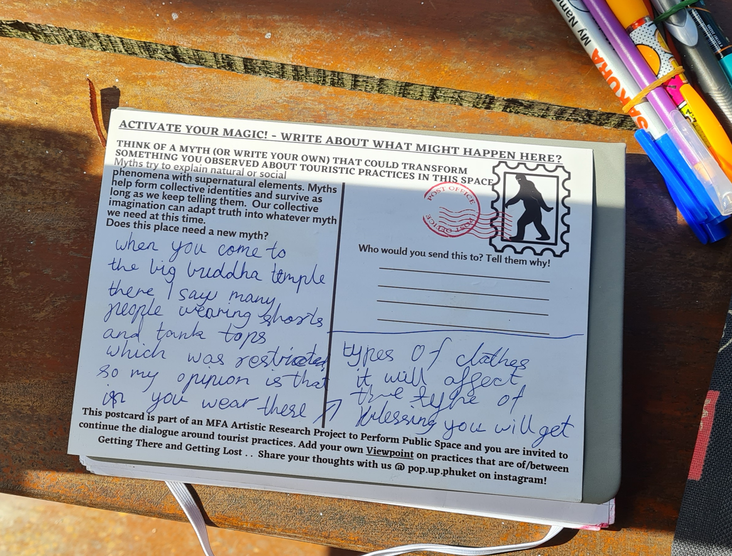 ACTIVATE YOUR MAGIC! - WRITE ABOUT WHAT MIGHT HAPPEN HERE?
THINK OF A MYTH (OR WRITE YOUR OWN) THAT COULD TRANSFORM
SOMETHING YOU OBSERVED ABOUT TOURISTIC PRACTICES IN THIS SPACE
Myths try to explain natural or social
phenomena with supernatural elements. Myths
help form collective identities and survive as
long as we keep telling them. Our collective
imagination can adapt truth into whatever myth
we need at this time.
Does this place need a new myth?
when you come to
the big buddha temple
there I say many
people wearing shorts
and tank tops
which was restricted
so my opinion is that
if you wear these
POST OFFICE
POST OFFICE
Who would you send this to? Tell them why!
types of clothes
it will affect
the type of
blessing you will get
This postcard is part of an MFA Artistic Research Project to Perform Public Space and you are invited to
continue the dialogue around tourist practices. Add your own Viewpoint on practices that are of/between
Getting There and Getting Lost . . Share your thoughts with us @ pop.up.phuket on instagram!
SAKURA My Name